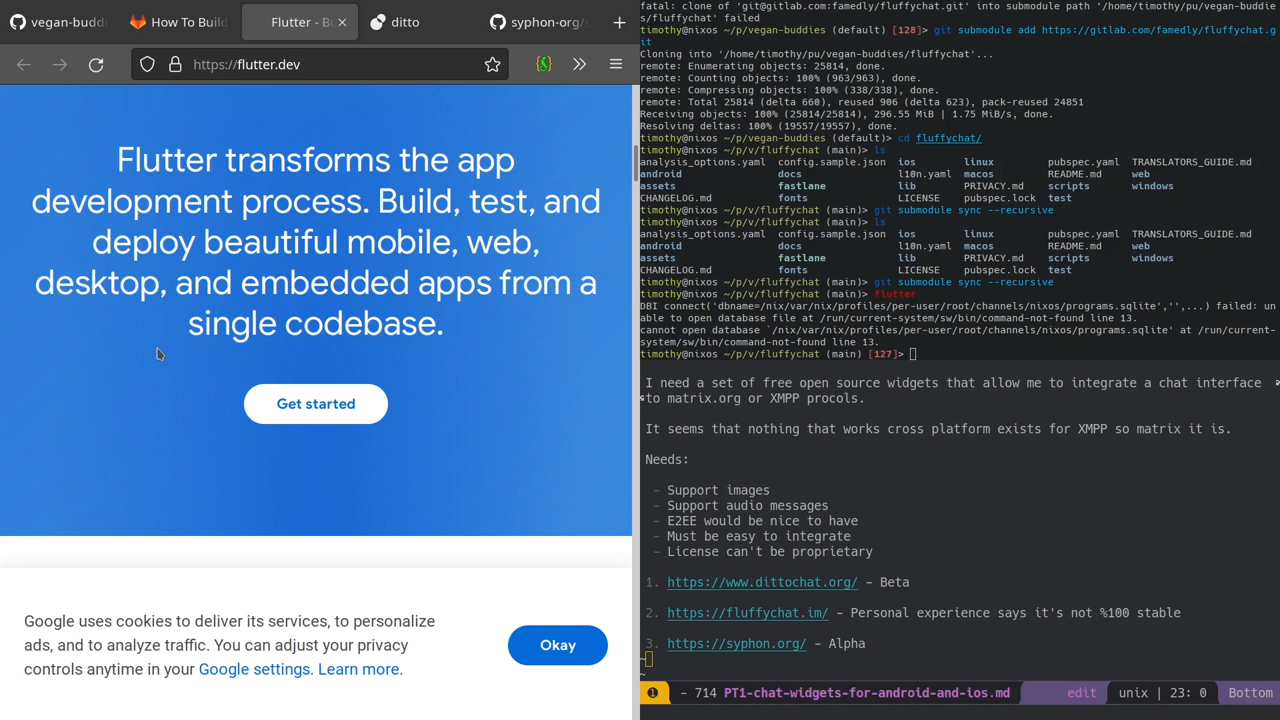 vegan-buddi
How To Build
Flutter - Bu
ditto
syphon-org/s
https://flutter.dev
Flutter transforms the app
development process. Build, test, and
deploy beautiful mobile, web,
desktop, and embedded apps from a
single codebase.
Get started
Google uses cookies to deliver its services, to personalize
ads, and to analyze traffic. You can adjust your privacy
controls anytime in your Google settings. Learn more.
Okay
fatal: clone of 'git@gitlab.com:famedly/fluffychat.git' into submodule path '/home/timothy/pu/vegan-buddie
s/fluffychat' failed
timothy@nixos ~/p/vegan-buddies (default) [128]> git submodule add https://gitlab.com/famedly/fluffychat.g
it
Cloning into '/home/timothy/pu/vegan-buddies/fluffychat'...
remote: Enumerating objects: 25814, done.
remote: Counting objects: 100% (963/963), done.
remote: Compressing objects: 100% (338/338), done.
remote: Total 25814 (delta 660), reused 906 (delta 623), pack-reused 24851
Receiving objects: 100% (25814/25814), 296.55 MiB | 1.75 MiB/s, done.
Resolving deltas: 100% (19557/19557), done.
timothy@nixos ~/p/vegan-buddies (default)> cd fluffychat/
timothy@nixos ~/p/v/fluffychat (main)> ls
analysis_options.yaml config.sample.json ios linux pubspec.yaml TRANSLATORS_GUIDE.md
android docs l10n.yaml macos README.md web
assets fastlane lib PRIVACY.md scripts windows
CHANGELOG.md fonts LICENSE pubspec.lock test
timothy@nixos ~/p/v/fluffychat (main)> git submodule sync --recursive
timothy@nixos ~/p/v/fluffychat (main)> ls
analysis_options.yaml config.sample.json ios linux pubspec.yaml TRANSLATORS_GUIDE.md
android docs l10n.yaml macos README.md web
assets fastlane lib PRIVACY.md scripts windows
CHANGELOG.md fonts LICENSE pubspec.lock test
timothy@nixos ~/p/v/fluffychat (main)> git submodule sync --recursive
timothy@nixos ~/p/v/fluffychat (main)> flutter
DBI connect('dbname=/nix/var/nix/profiles/per-user/root/channels/nixos/programs.sqlite','',...) failed: un
able to open database file at /run/current-system/sw/bin/command-not-found line 13.
cannot open database `/nix/var/nix/profiles/per-user/root/channels/nixos/programs.sqlite' at /run/current-
system/sw/bin/command-not-found line 13.
timothy@nixos ~/p/v/fluffychat (main) [127]>
I need a set of free open source widgets that allow me to integrate a chat interface
to matrix.org or XMPP procols.
It seems that nothing that works cross platform exists for XMPP so matrix it is.
Needs:
- Support images
- Support audio messages
- E2EE would be nice to have
- Must be easy to integrate
- License can't be proprietary
1. https://www.dittochat.org/ - Beta
2. https://fluffychat.im/ - Personal experience says it's not %100 stable
3. https://syphon.org/ - Alpha
~
~
1 - 714 PT1-chat-widgets-for-android-and-ios.md edit unix | 23: 0 Bottom